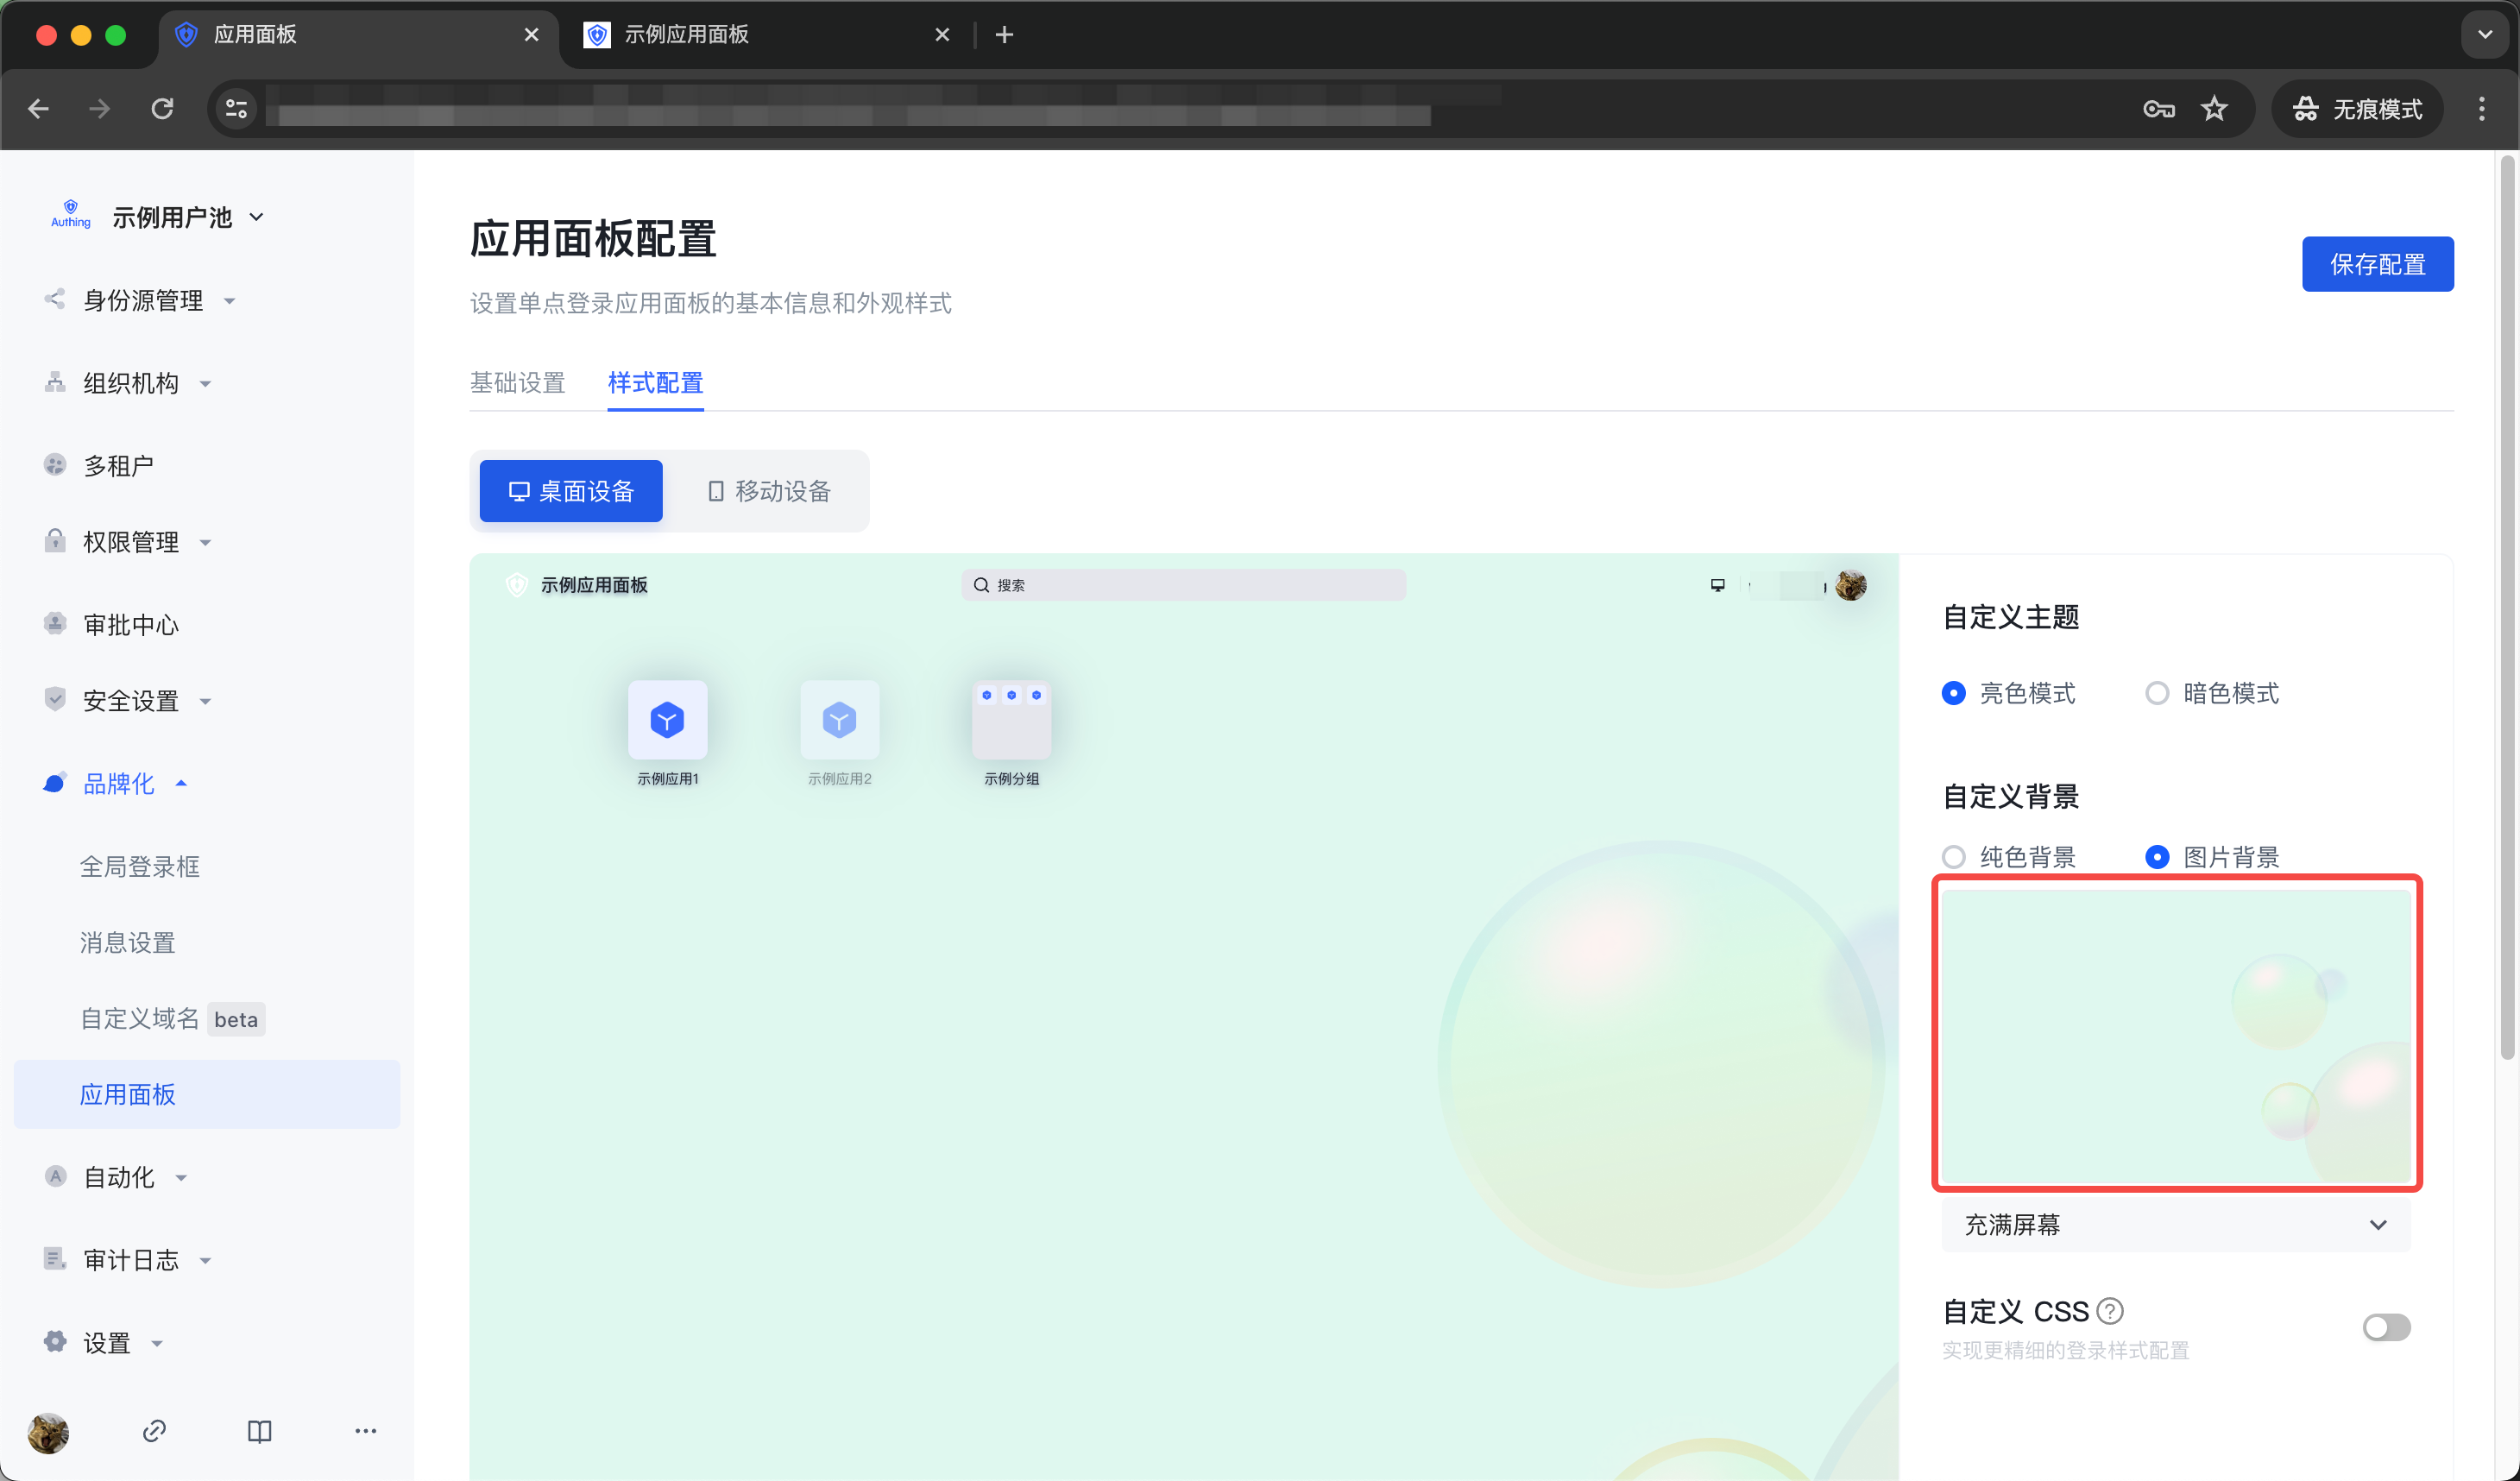 应用面板
示例应用面板
无痕模式
Authing
示例用户池
身份源管理
组织机构
多租户
权限管理
审批中心
安全设置
品牌化
全局登录框
消息设置
自定义域名 beta
应用面板
自动化
审计日志
设置
应用面板配置
设置单点登录应用面板的基本信息和外观样式
保存配置
基础设置
样式配置
桌面设备
移动设备
示例应用面板
搜索
示例应用1
示例应用2
示例分组
自定义主题
亮色模式
暗色模式
自定义背景
纯色背景
图片背景
充满屏幕
自定义 CSS
实现更精细的登录样式配置